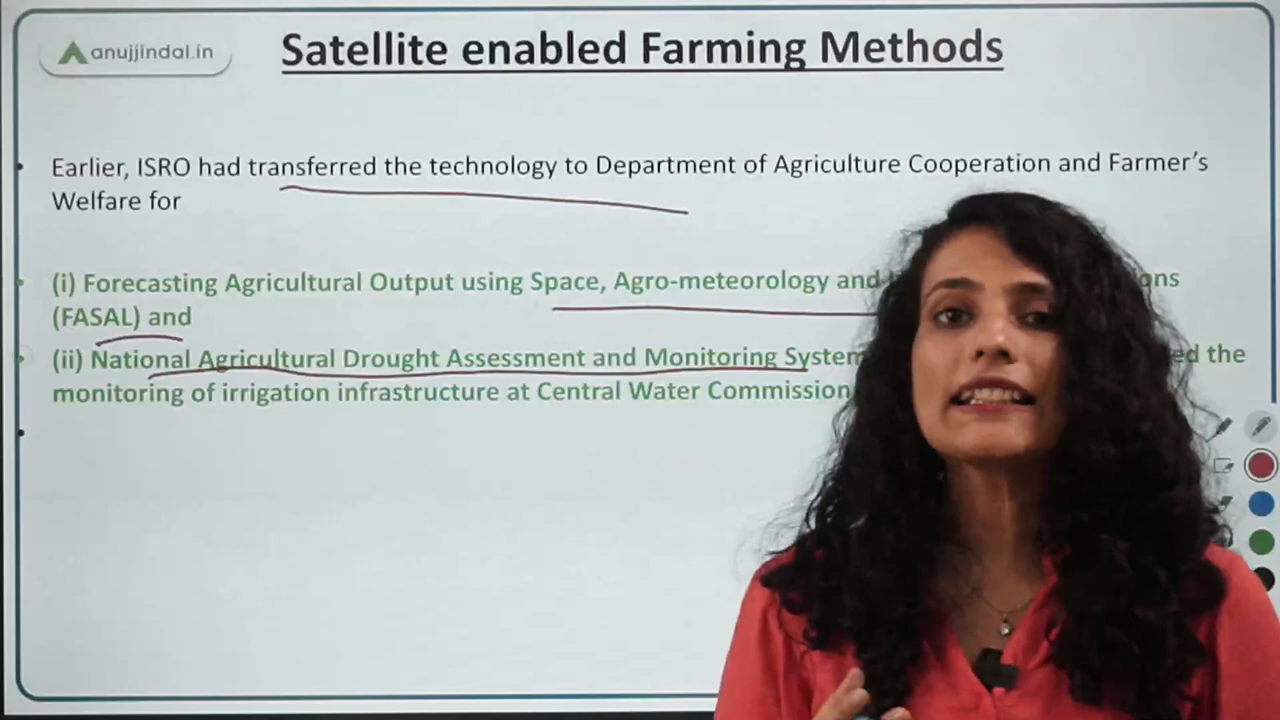 anujjindal.in
Satellite enabled Farming Methods
Earlier, ISRO had transferred the technology to Department of Agriculture Cooperation and Farmer’s
Welfare for
(i) Forecasting Agricultural Output using Space, Agro-meteorology and
(FASAL) and
(ii) National Agricultural Drought Assessment and Monitoring System the
monitoring of irrigation infrastructure at Central Water Commission